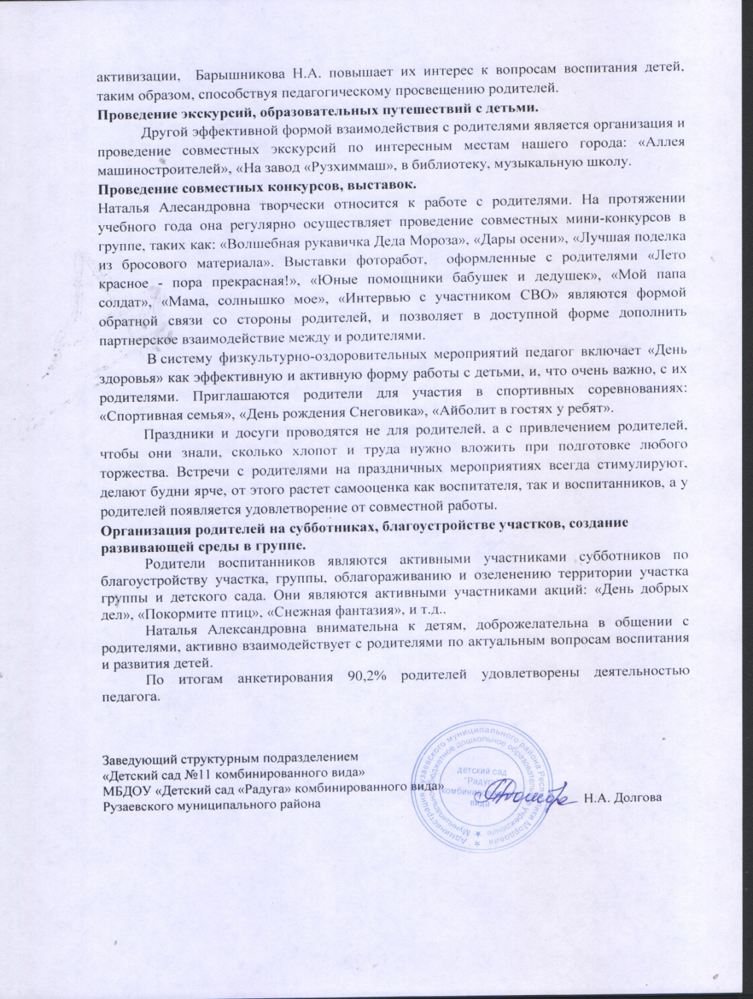 активизации, Барышникова Н.А. повышает их интерес к вопросам воспитания детей,
таким образом, способствуя педагогическому просвещению родителей.
Проведение экскурсий, образовательных путешествий с детьми.
Другой эффективной формой взаимодействия с родителями является организация и
проведение совместных экскурсий по интересным местам нашего города: «Аллея
машиностроителей», «На завод «Рузхиммаш», в библиотеку, музыкальную школу.
Проведение совместных конкурсов, выставок.
Наталья Алесандровна творчески относится к работе с родителями. На протяжении
учебного года она регулярно осуществляет проведение совместных мини-конкурсов в
группе, таких как: «Волшебная рукавичка Деда Мороза», «Дары осени», «Лучшая поделка
из бросового материала». Выставки фоторабот, оформленные с родителями «Лето
красное - пора прекрасная!», «Юные помощники бабушек и дедушек», «Мой папа
солдат», «Мама, солнышко мое», «Интервью с участником СВО» являются формой
обратной связи со стороны родителей, и позволяет в доступной форме дополнить
партнерское взаимодействие между и родителями.
В систему физкультурно-оздоровительных мероприятий педагог включает «День
здоровья» как эффективную и активную форму работы с детьми, и, что очень важно, с их
родителями. Приглашаются родители для участия в спортивных соревнованиях:
«Спортивная семья», «День рождения Снеговика», «Айболит в гостях у ребят».
Праздники и досуги проводятся не для родителей, а с привлечением родителей,
чтобы они знали, сколько хлопот и труда нужно вложить при подготовке любого
торжества. Встречи с родителями на праздничных мероприятиях всегда стимулируют,
делают будни ярче, от этого растет самооценка как воспитателя, так и воспитанников, а у
родителей появляется удовлетворение от совместной работы.
Организация родителей на субботниках, благоустройстве участков, создание
развивающей среды в группе.
Родители воспитанников являются активными участниками субботников по
благоустройству участка, группы, облагораживанию и озеленению территории участка
группы и детского сада. Они являются активными участниками акций: «День добрых
дел», «Покормите птиц», «Снежная фантазия», и т.д..
Наталья Александровна внимательна к детям, доброжелательна в общении с
родителями, активно взаимодействует с родителями по актуальным вопросам воспитания
и развития детей.
По итогам анкетирования 90,2% родителей удовлетворены деятельностью
педагога.
Заведующий структурным подразделением
«Детский сад №11 комбинированного вида»
МБДОУ «Детский сад «Радуга» комбинированного вида»
Рузаевского муниципального района
Н.А. Долгова
Администрация Рузаевского муниципального района Республики Мордовия
Муниципальное бюджетное дошкольное образовательное учреждение
детский сад
"Радуга"
вида